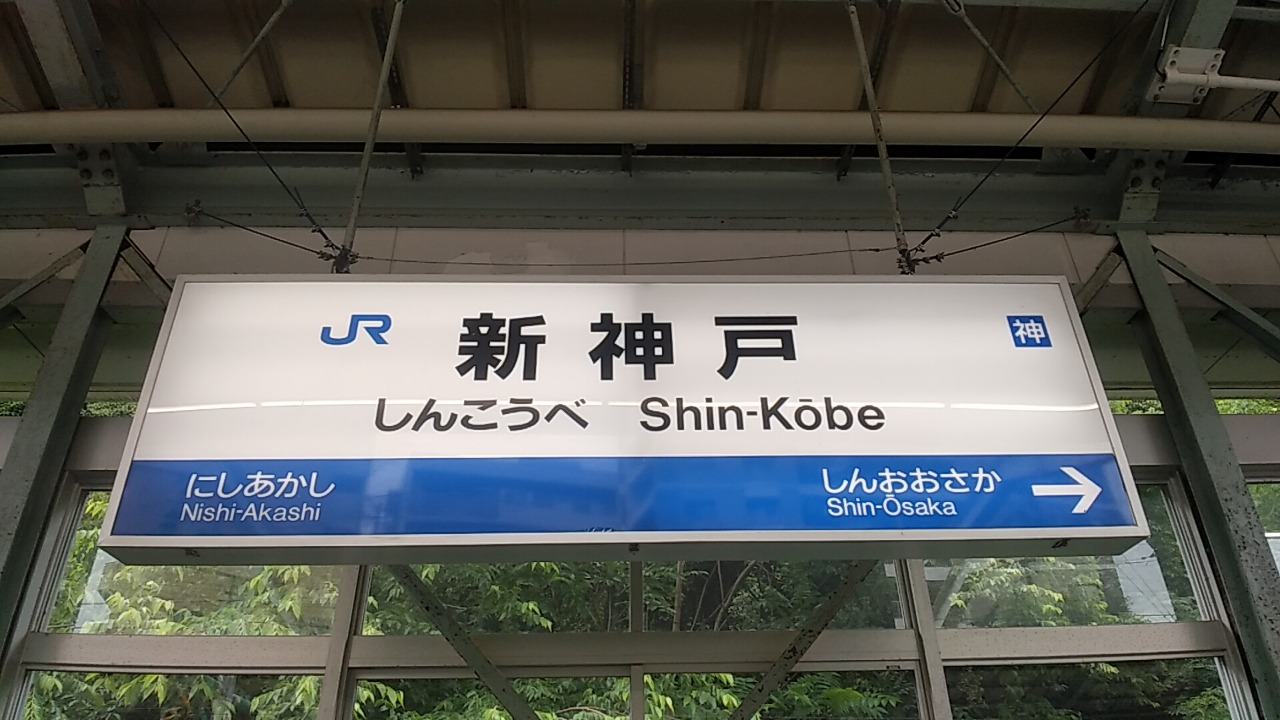 JR 新神戸 神
しんこうべ Shin-Kōbe
にしあかし しんおおさか →
Nishi-Akashi Shin-Ōsaka